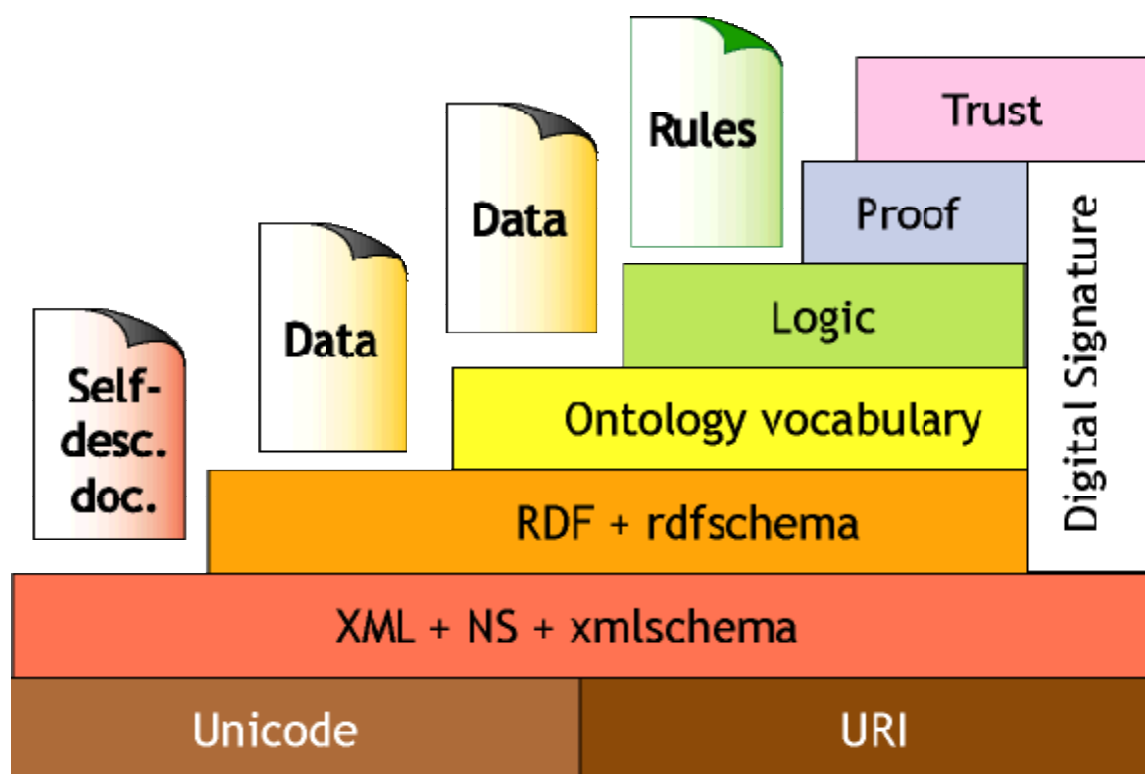 Rules
Trust
Data
Proof
Data
Logic
Self-
desc.
doc.
Ontology vocabulary
Digital Signature
RDF + rdfschema
XML + NS + xmlschema
Unicode
URI